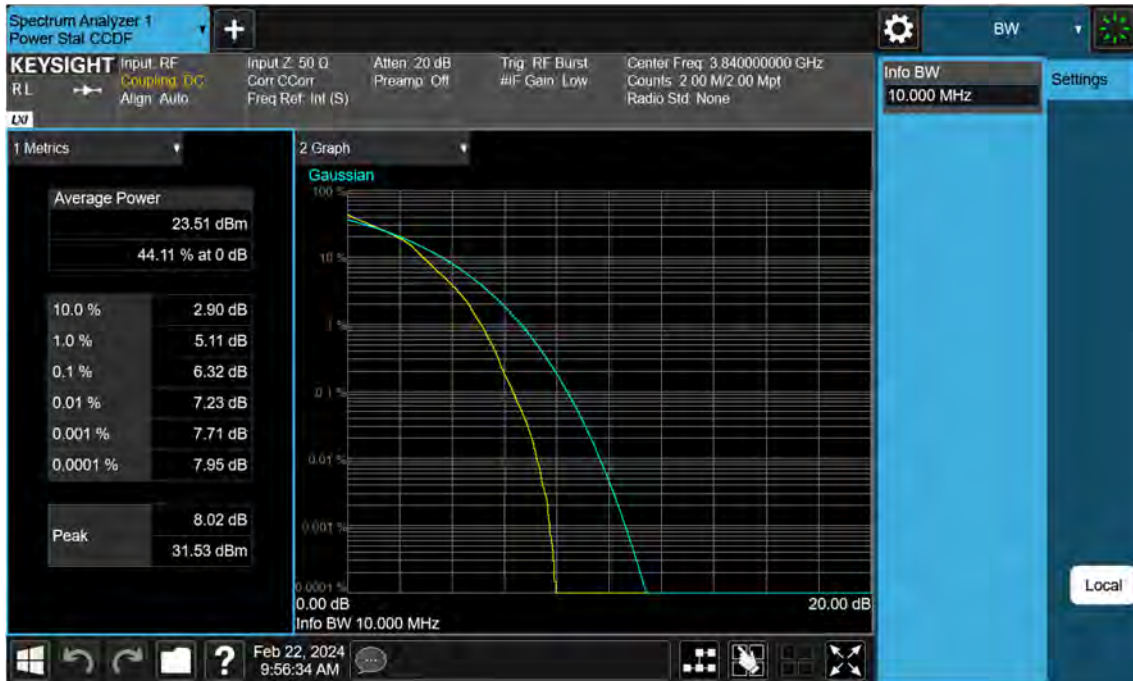 Spectrum Analyzer 1
Power Stat CCDF
+
BW
KEYSIGHT
RL
LXI
Input: RF
Coupling: DC
Align: Auto
Input Z: 50 Ω
Corr CCorr
Freq Ref: Int (S)
Atten: 20 dB
Preamp: Off
Trig: RF Burst
#IF Gain: Low
Center Freq: 3.840000000 GHz
Counts: 2.00 M/2.00 Mpt
Radio Std: None
Info BW
10.000 MHz
Settings
1 Metrics
Average Power
23.51 dBm
44.11 % at 0 dB
10.0 % 2.90 dB
1.0 % 5.11 dB
0.1 % 6.32 dB
0.01 % 7.23 dB
0.001 % 7.71 dB
0.0001 % 7.95 dB
Peak
8.02 dB
31.53 dBm
2 Graph
Gaussian
100 %
10 %
1 %
0.1 %
0.01 %
0.001 %
0.0001 %
0.00 dB 20.00 dB
Info BW 10.000 MHz
Local
?
Feb 22, 2024
9:56:34 AM